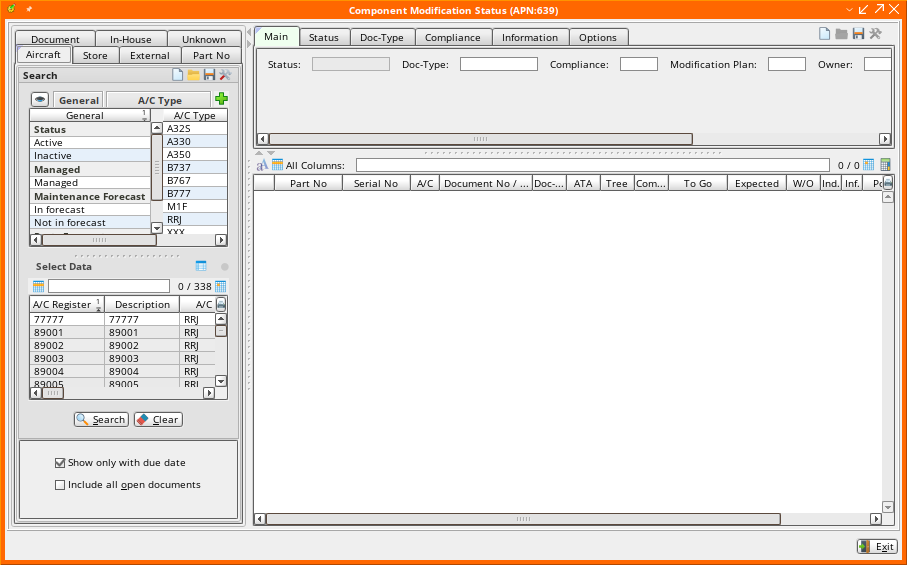 Component Modification Status (APN:639)
Document In-House Unknown
Aircraft Store External Part No
Search
General A/C Type
General 1 A/C Type
Status
Active
Inactive
Managed
Managed
Maintenance Forecast
In forecast
Not in forecast
A32S
A330
A350
B737
B767
B777
M1F
RRJ
XXX
Select Data
0 / 338
A/C Register 1 Description A/C
77777 77777 RRJ
89001 89001 RRJ
89002 89002 RRJ
89003 89003 RRJ
89004 89004 RRJ
89005 89005 RRJ
Search Clear
Show only with due date
Include all open documents
Main Status Doc-Type Compliance Information Options
Status: Doc-Type: Compliance: Modification Plan: Owner:
All Columns: 0 / 0
Part No Serial No A/C Document No / ... Doc-... ATA Tree Com... To Go Expected W/O Ind. Inf.
Exit